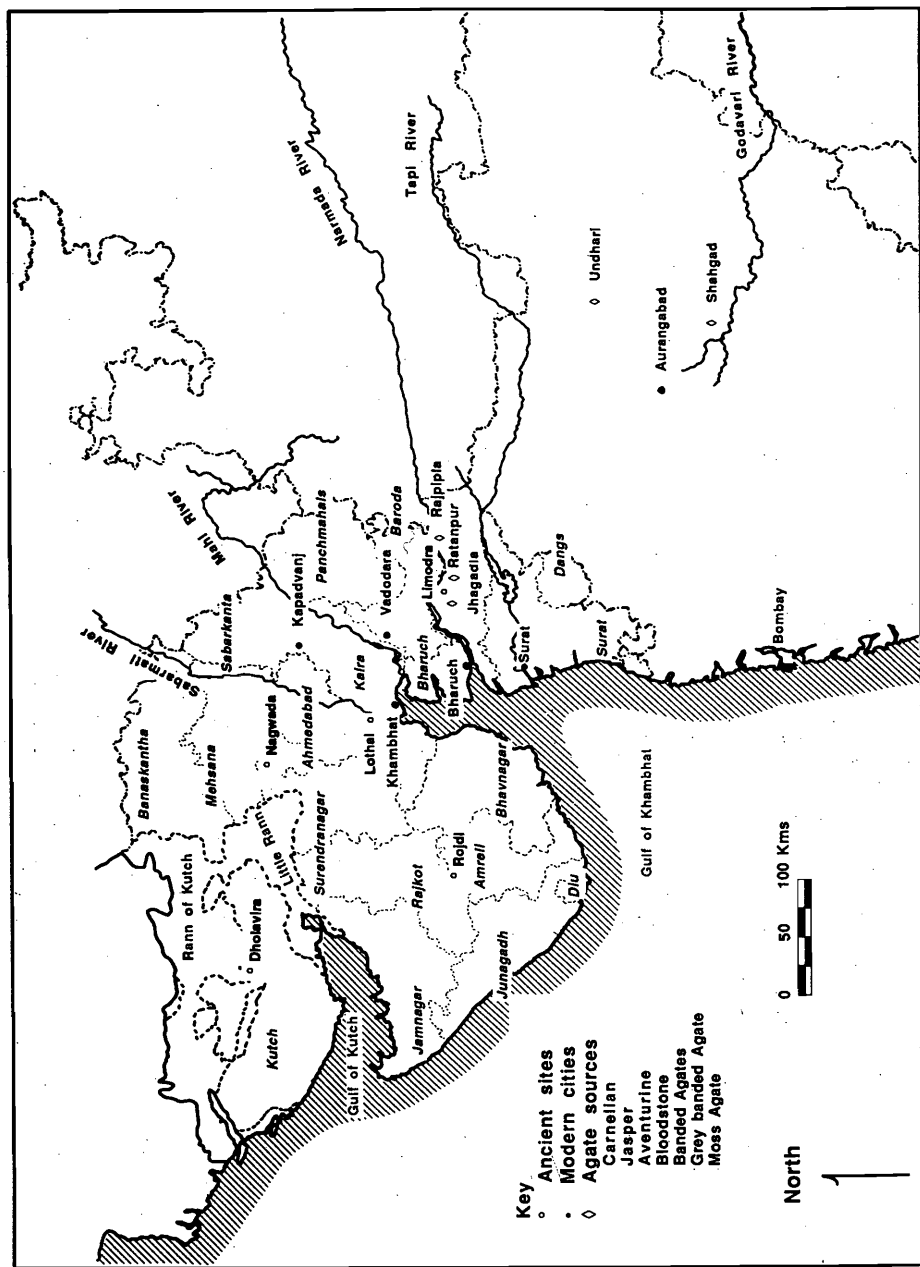 Rann of Kutch
Dholavira
Kutch
Little Rann
Gulf of Kutch
Banaskantha
Mehsana
Nagwada
Surendranagar
Ahmedabad
Sabarmati River
Sabarkanta
Mahi River
Kapadvanj
Panchmahals
Kaira
Lothal
Khambhat
Vadodara
Baroda
Jamnagar
Rajkot
Rojdi
Amreli
Junagadh
Bhavnagar
Diu
Bharuch
Bharuch
Limodra
Ratanpur
Rajpipla
Jhagadia
Narmada River
Tapi River
Surat
Surat
Dangs
Undhari
Aurangabad
Shahgad
Godavari River
Bombay
Gulf of Khambhat
Key
Ancient sites
Modern cities
Agate sources
Carnelian
Jasper
Aventurine
Bloodstone
Banded Agates
Grey banded Agate
Moss Agate
North
0 50 100 Kms